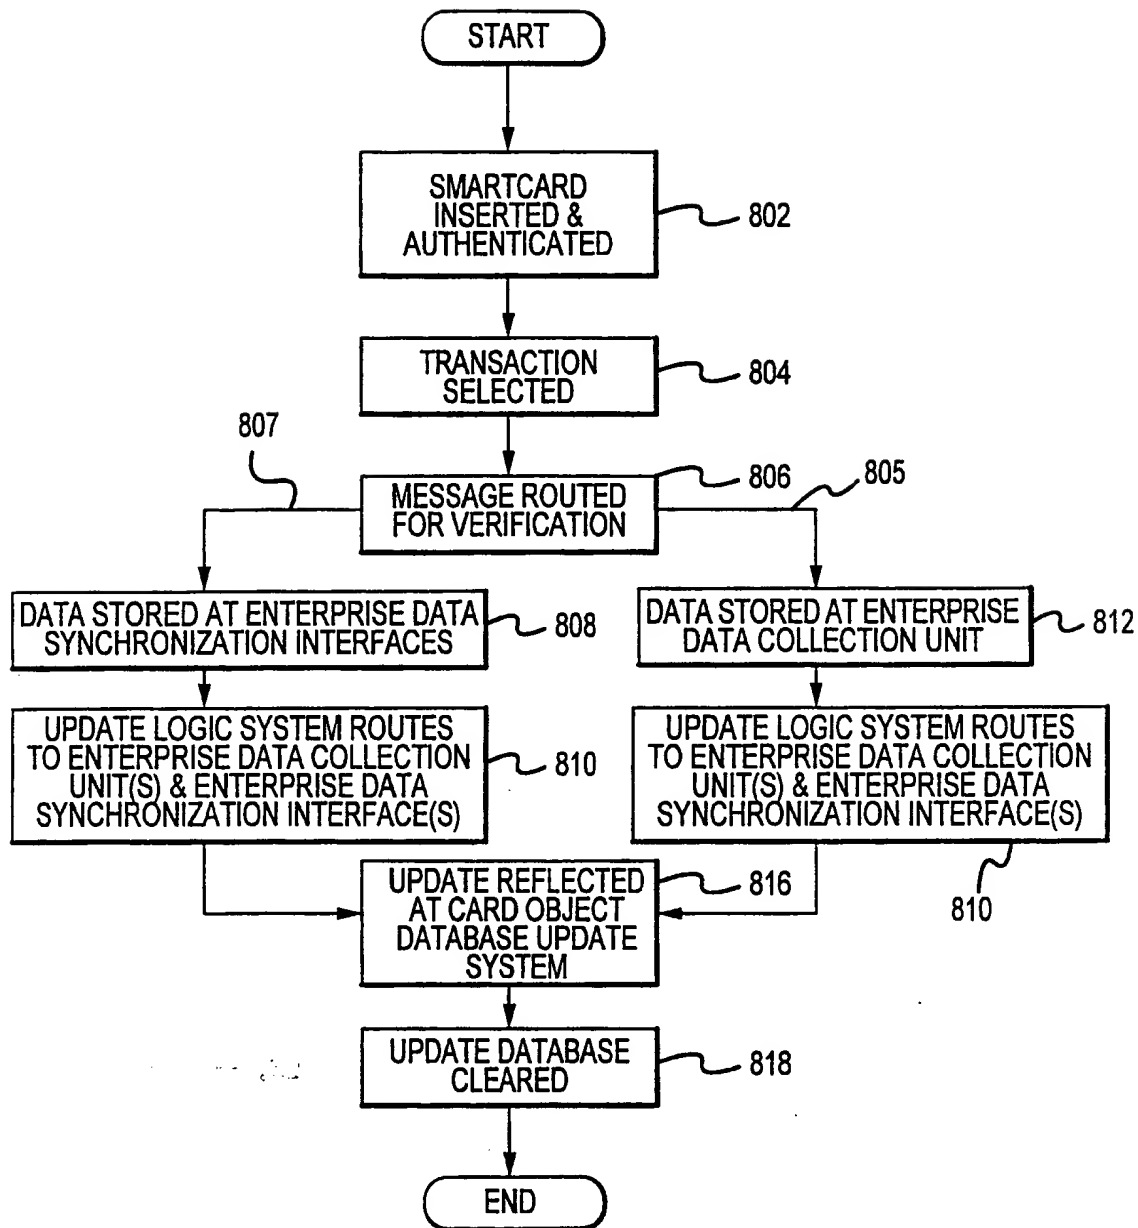 START
SMARTCARD
INSERTED &
AUTHENTICATED
802
TRANSACTION
SELECTED
804
807
MESSAGE ROUTED
FOR VERIFICATION
806
805
DATA STORED AT ENTERPRISE DATA
SYNCHRONIZATION INTERFACES
808
DATA STORED AT ENTERPRISE
DATA COLLECTION UNIT
812
UPDATE LOGIC SYSTEM ROUTES
TO ENTERPRISE DATA COLLECTION
UNIT(S) & ENTERPRISE DATA
SYNCHRONIZATION INTERFACE(S)
810
UPDATE LOGIC SYSTEM ROUTES
TO ENTERPRISE DATA COLLECTION
UNIT(S) & ENTERPRISE DATA
SYNCHRONIZATION INTERFACE(S)
810
UPDATE REFLECTED
AT CARD OBJECT
DATABASE UPDATE
SYSTEM
816
UPDATE DATABASE
CLEARED
818
END